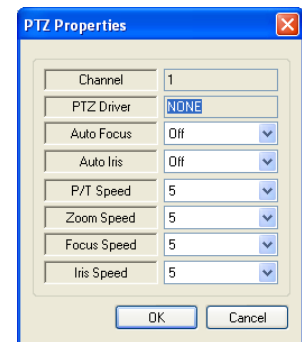 PTZ Properties
Channel 1
PTZ Driver NONE
Auto Focus Off
Auto Iris Off
P/T Speed 5
Zoom Speed 5
Focus Speed 5
Iris Speed 5
OK Cancel